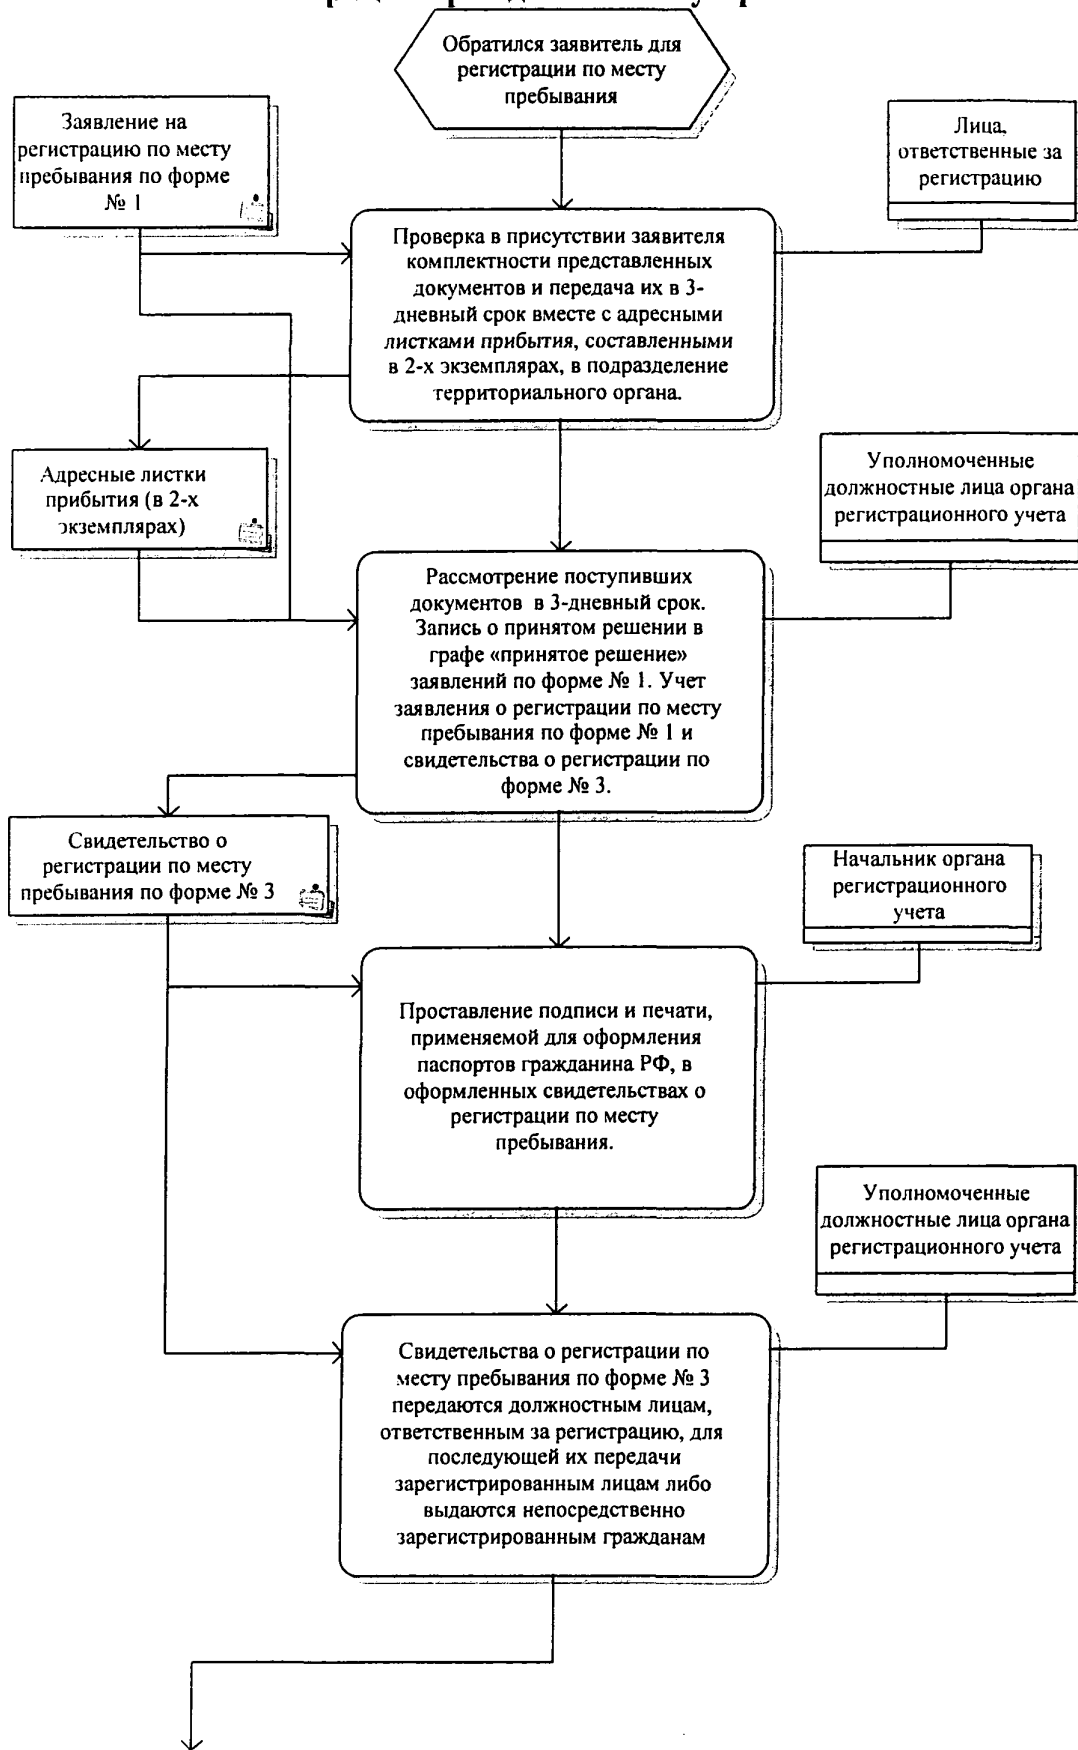 Обратился заявитель для
регистрации по месту
пребывания
Заявление на
регистрацию по месту
пребывания по форме
№ 1
Лица,
ответственные за
регистрацию
Проверка в присутствии заявителя
комплектности представленных
документов и передача их в 3-
дневный срок вместе с адресными
листками прибытия, составленными
в 2-х экземплярах, в подразделение
территориального органа.
Адресные листки
прибытия (в 2-х
экземплярах)
Уполномоченные
должностные лица органа
регистрационного учета
Рассмотрение поступивших
документов в 3-дневный срок.
Запись о принятом решении в
графе «принятое решение»
заявлений по форме № 1. Учет
заявления о регистрации по месту
пребывания по форме № 1 и
свидетельства о регистрации по
форме № 3.
Свидетельство о
регистрации по месту
пребывания по форме № 3
Начальник органа
регистрационного
учета
Проставление подписи и печати,
применяемой для оформления
паспортов гражданина РФ, в
оформленных свидетельствах о
регистрации по месту
пребывания.
Уполномоченные
должностные лица органа
регистрационного учета
Свидетельства о регистрации по
месту пребывания по форме № 3
передаются должностным лицам,
ответственным за регистрацию, для
последующей их передачи
зарегистрированным лицам либо
выдаются непосредственно
зарегистрированным гражданам